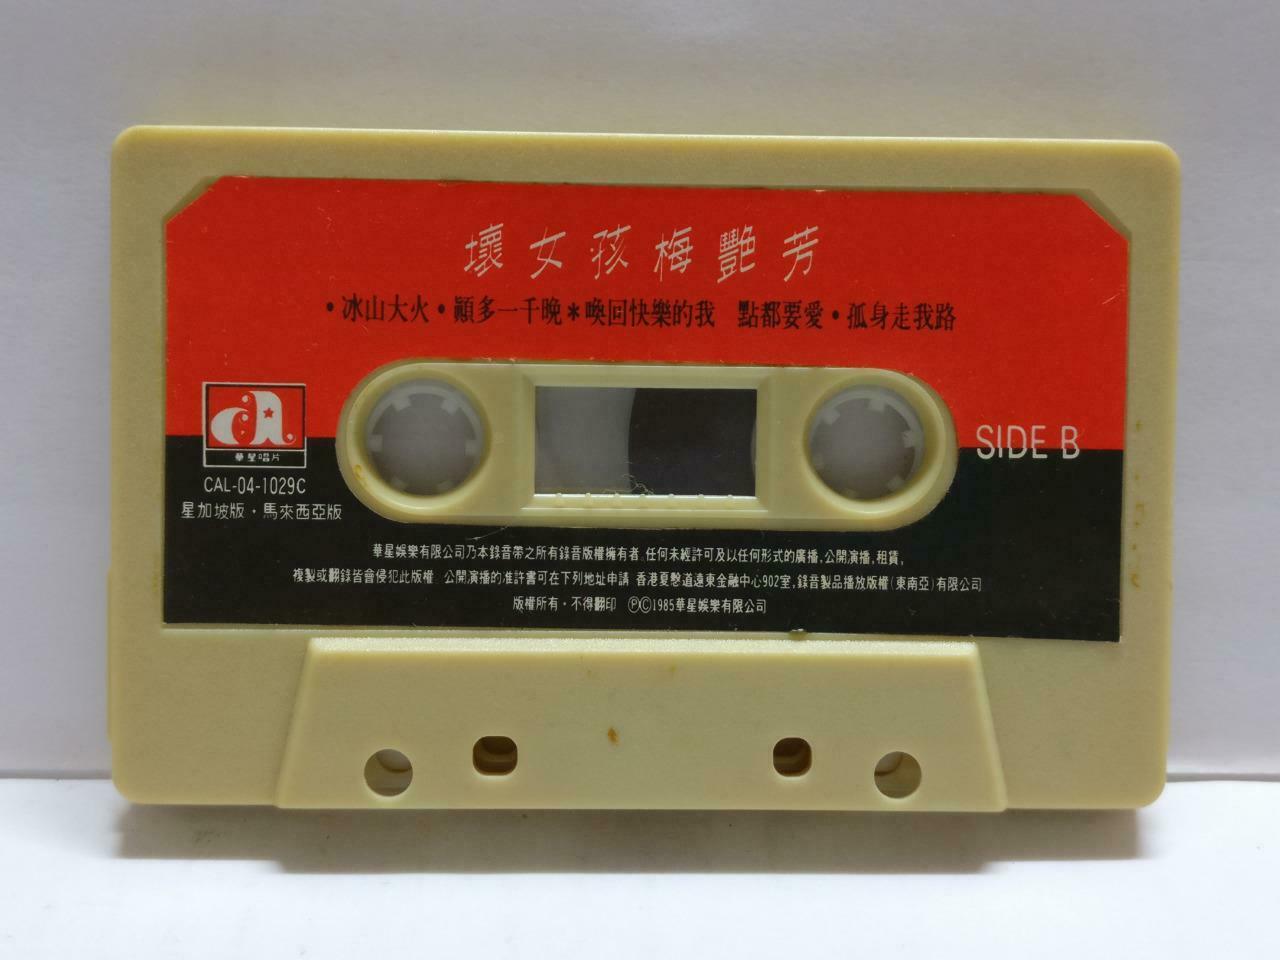 壞女孩梅艷芳
•冰山大火•顚多一千晚*喚回快樂的我 點都要愛•孤身走我路
華星唱片
SIDE B
CAL-04-1029C
星加坡版・馬來西亞版
華星娛樂有限公司乃本錄音帶之所有錄音版權擁有者,任何未經許可及以任何形式的廣播,公開演播,租賃,
複製或翻錄皆會侵犯此版權 公開演播的准許書可在下列地址申請 香港夏慤道遠東金融中心902室,錄音製品播放版權(東南亞)有限公司
版權所有・不得翻印 ⓅⒸ1985華星娛樂有限公司